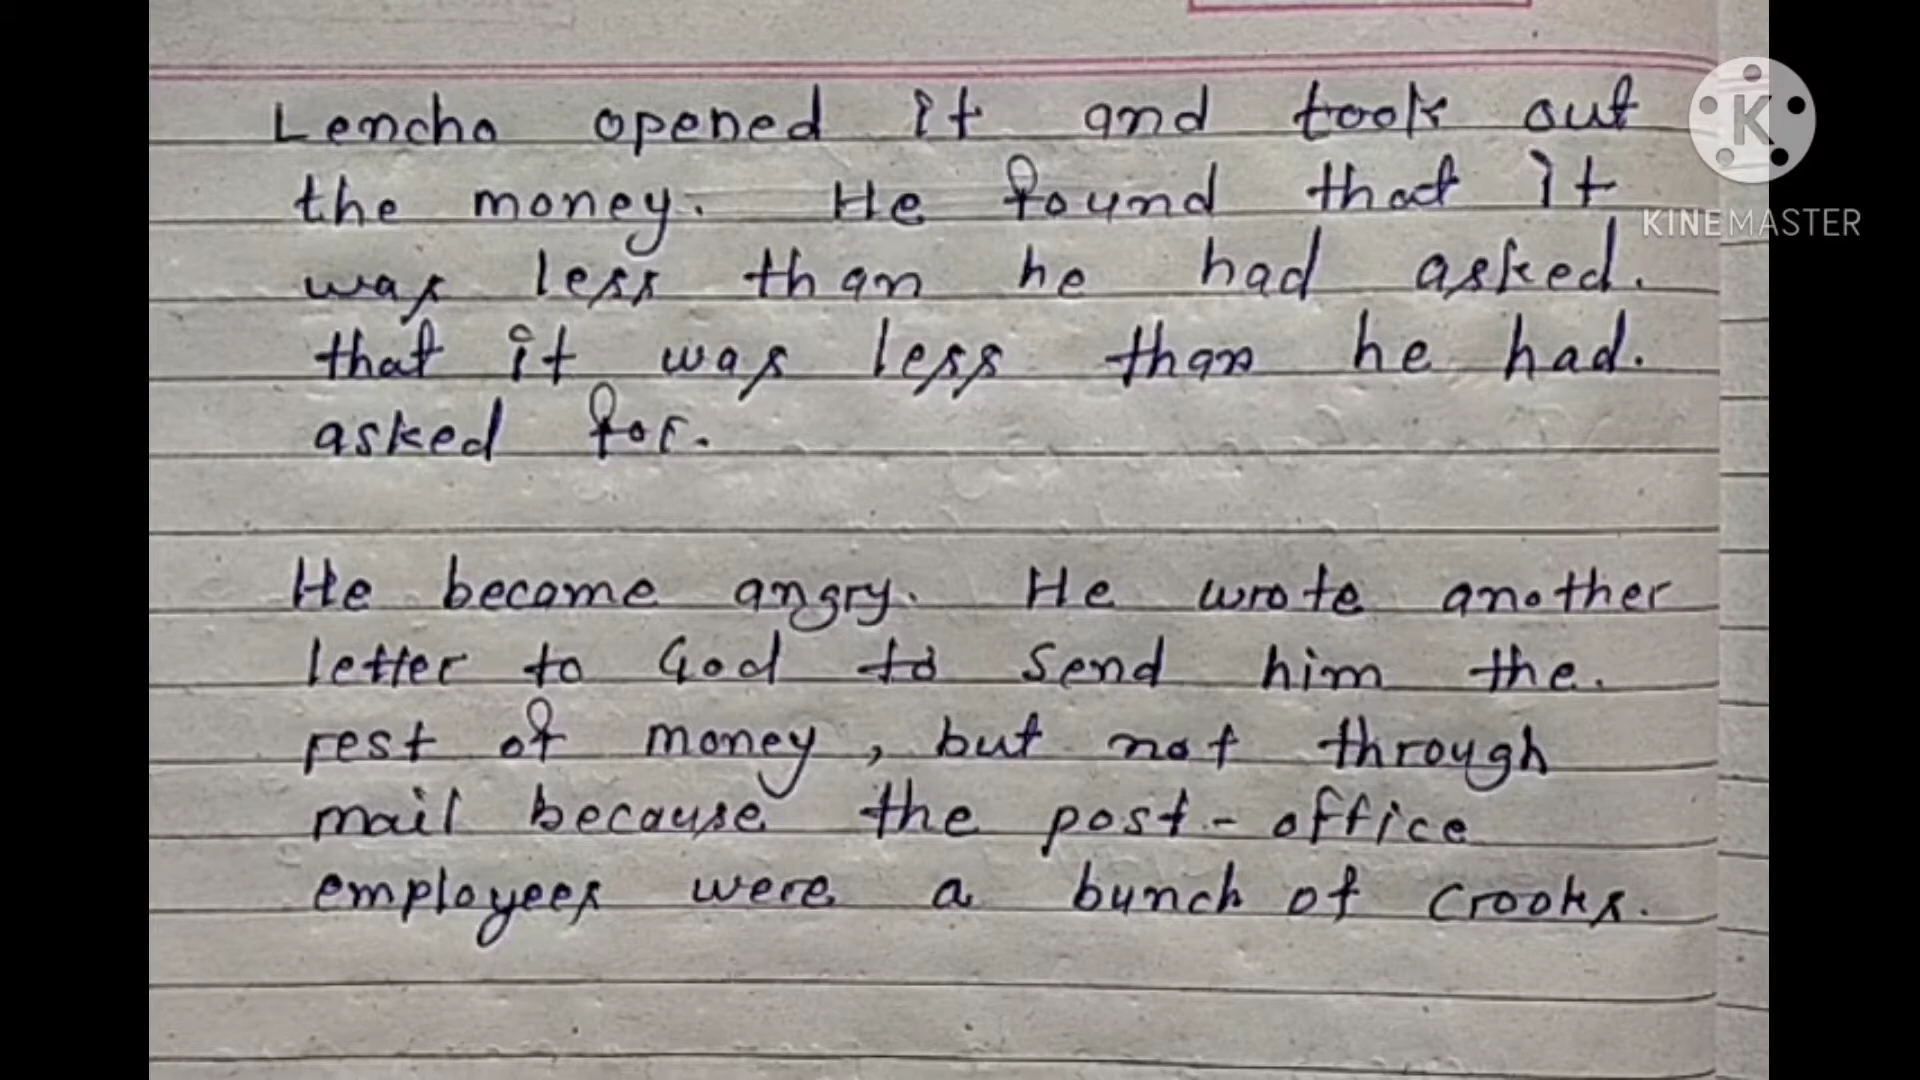 Lencho opened it and took out
the money. He found that it
was less than he had asked.
that it was less than he had.
asked for.
He became angry. He wrote another
letter to God to send him the.
rest of money, but not through
mail because the post-office
employees were a bunch of crooks.
KINEMASTER